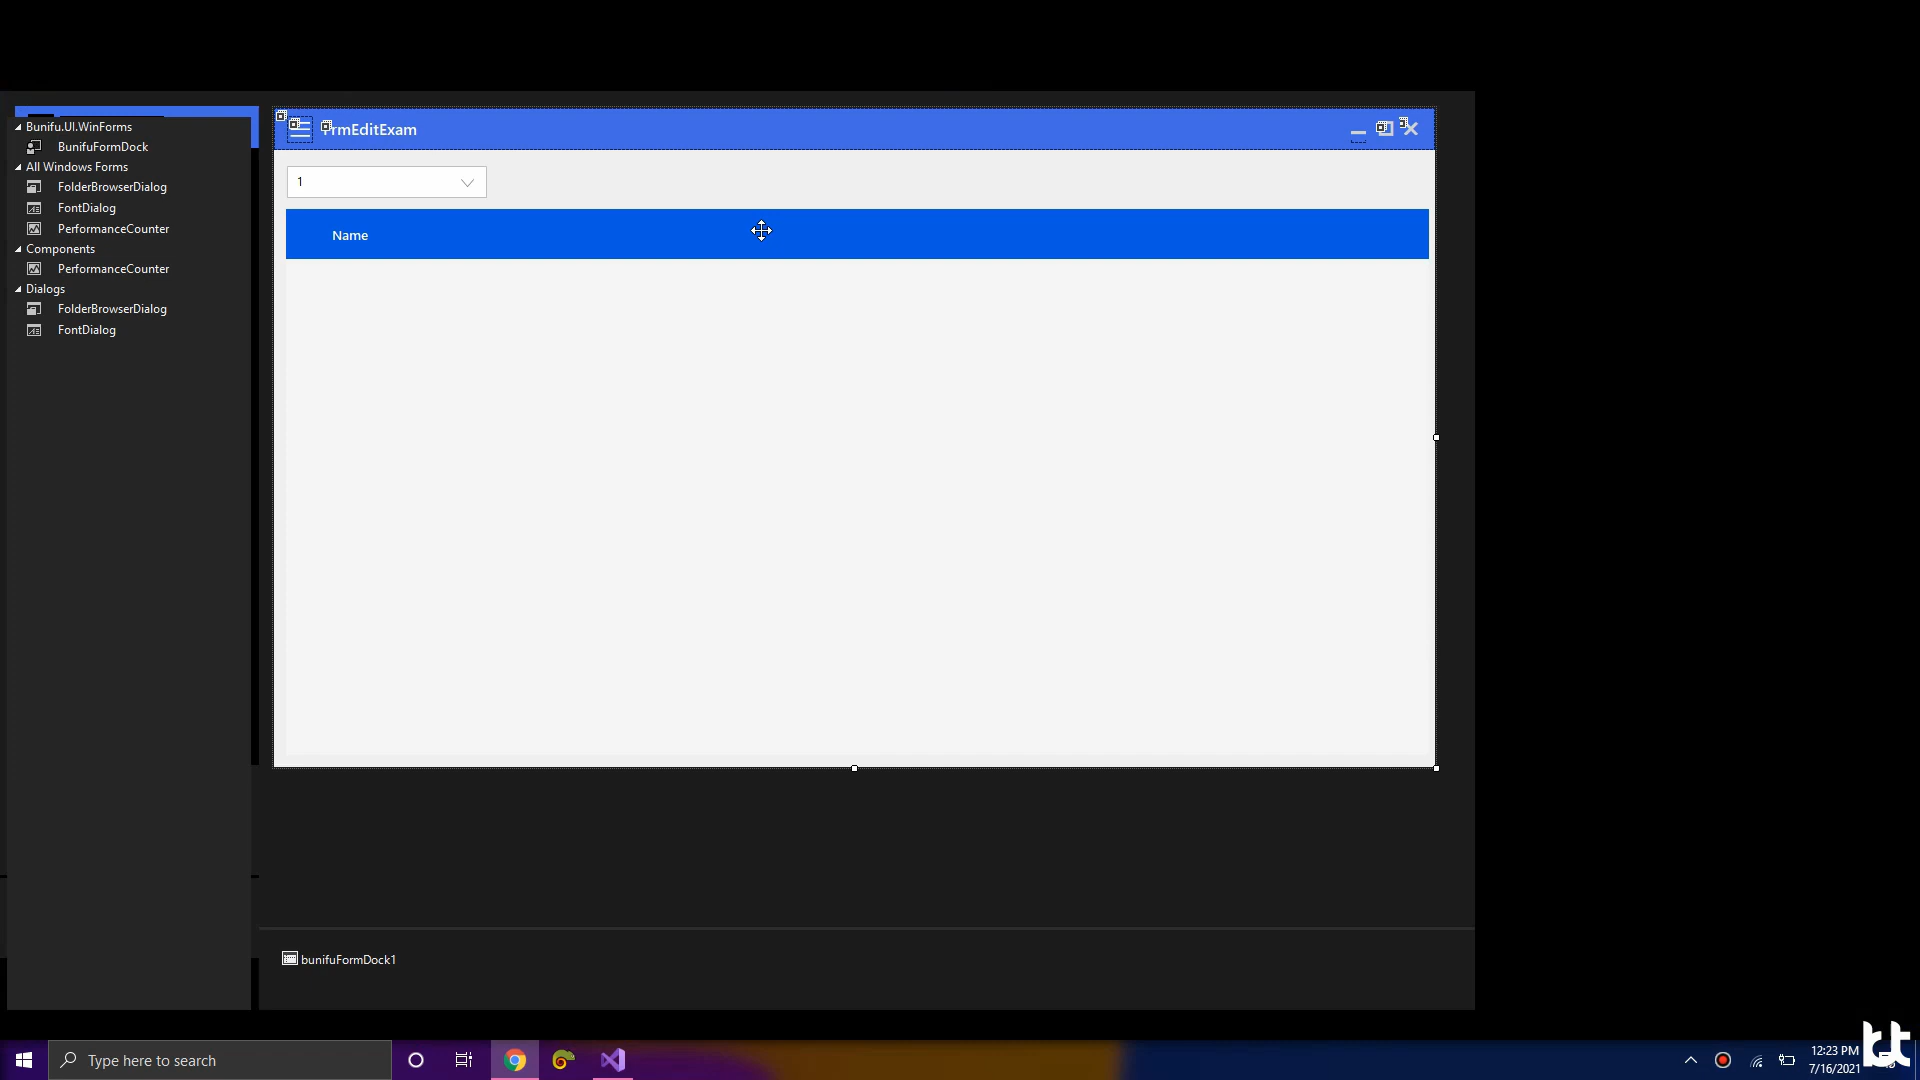 Bunifu.UI.WinForms
BunifuFormDock
All Windows Forms
FolderBrowserDialog
FontDialog
PerformanceCounter
Components
PerformanceCounter
Dialogs
FolderBrowserDialog
FontDialog
rmEditExam
1
Name
bunifuFormDock1
Type here to search
12:23 PM
7/16/2021